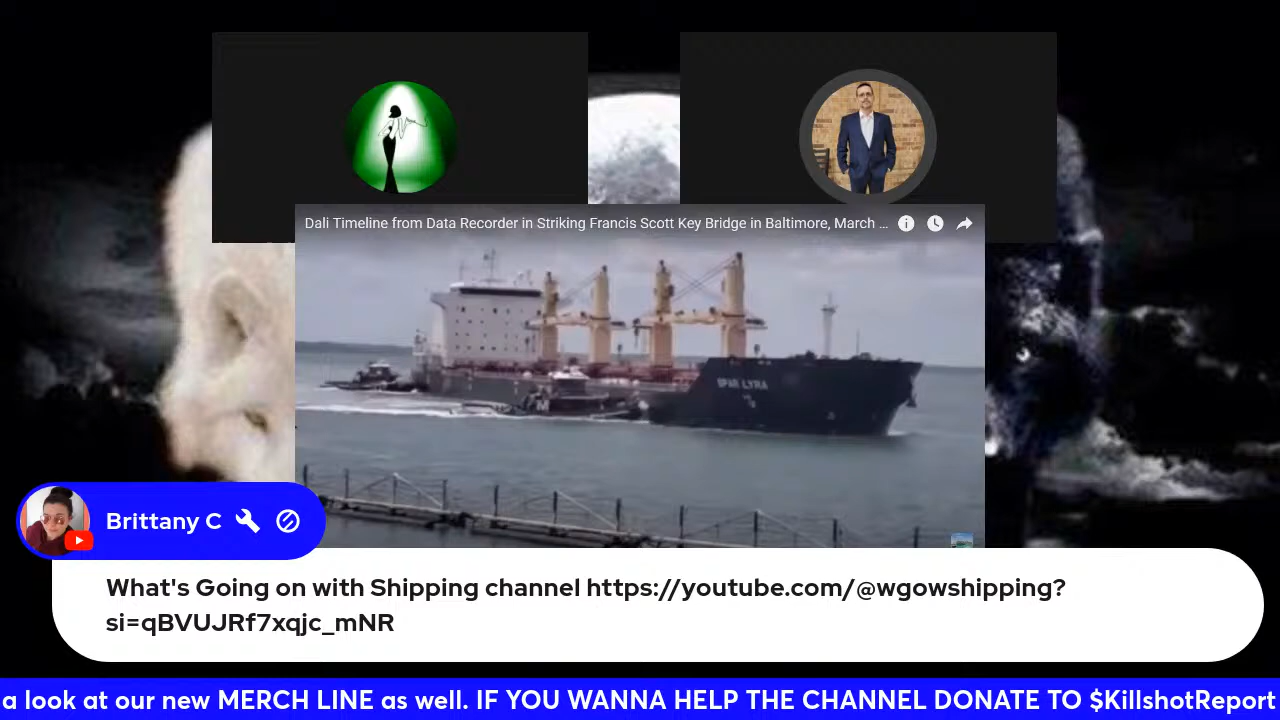 Dali Timeline from Data Recorder in Striking Francis Scott Key Bridge in Baltimore, March ...
SPAR LYRA
Brittany C
What's Going on with Shipping channel https://youtube.com/@wgowshipping?
si=qBVUJRf7xqjc_mNR
a look at our new MERCH LINE as well. IF YOU WANNA HELP THE CHANNEL DONATE TO $KillshotReport